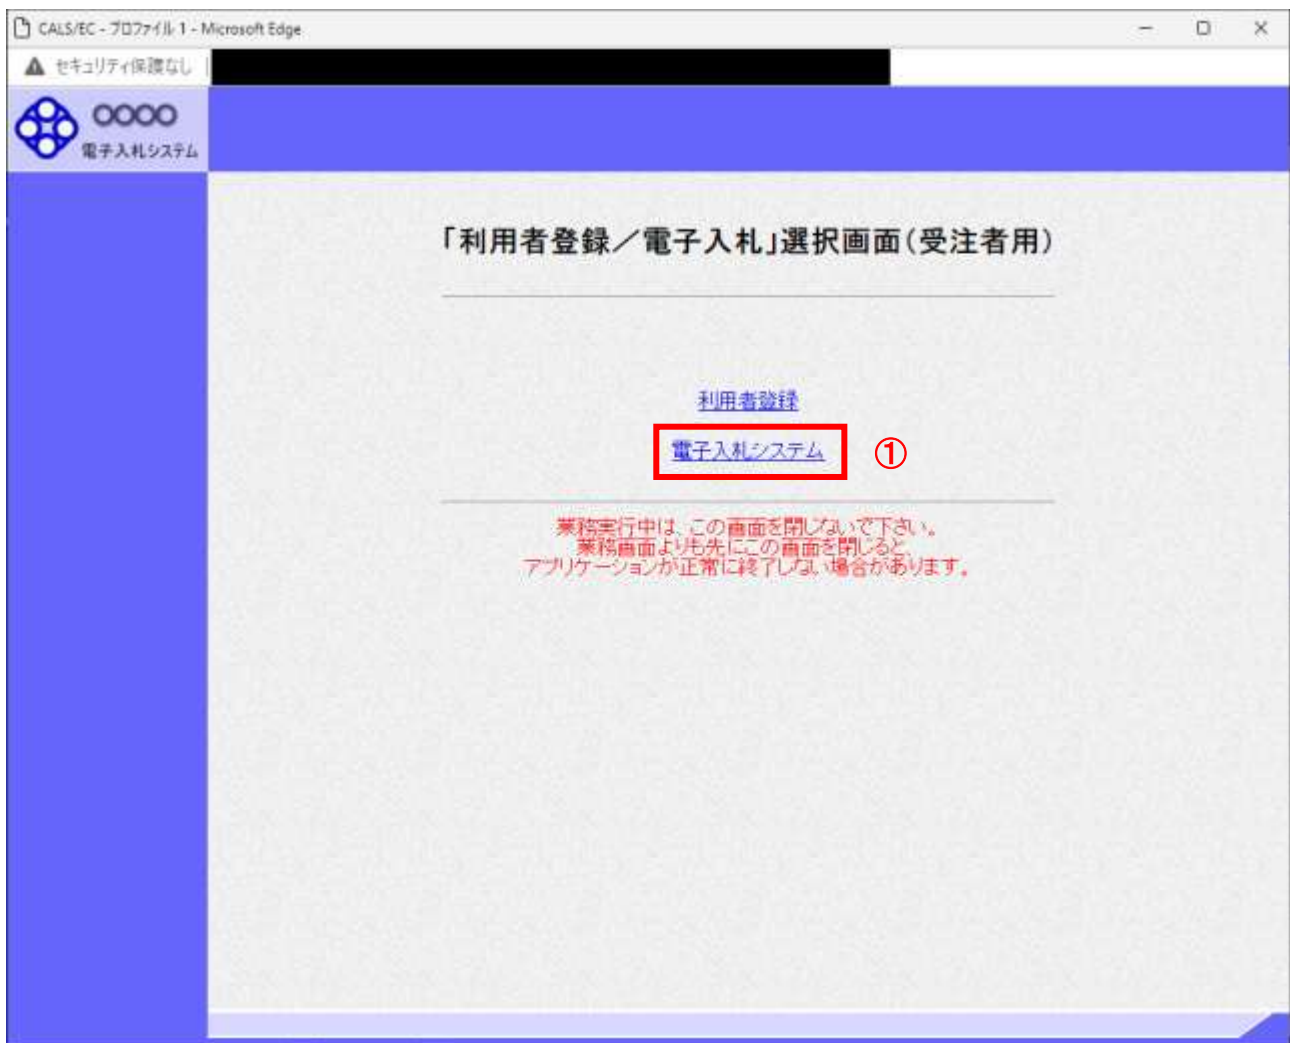 CALS/EC - プロファイル 1 - Microsoft Edge
セキュリティ保護なし
○○○○
電子入札システム
「利用者登録／電子入札」選択画面(受注者用)
利用者登録
電子入札システム
①
業務実行中は、この画面を閉じないで下さい。
業務画面よりも先にこの画面を閉じると、
アプリケーションが正常に終了しない場合があります。